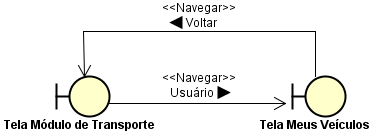 <<Navegar>>
◀ Voltar
<<Navegar>>
Usuário ▶
Tela Módulo de Transporte
Tela Meus Veículos